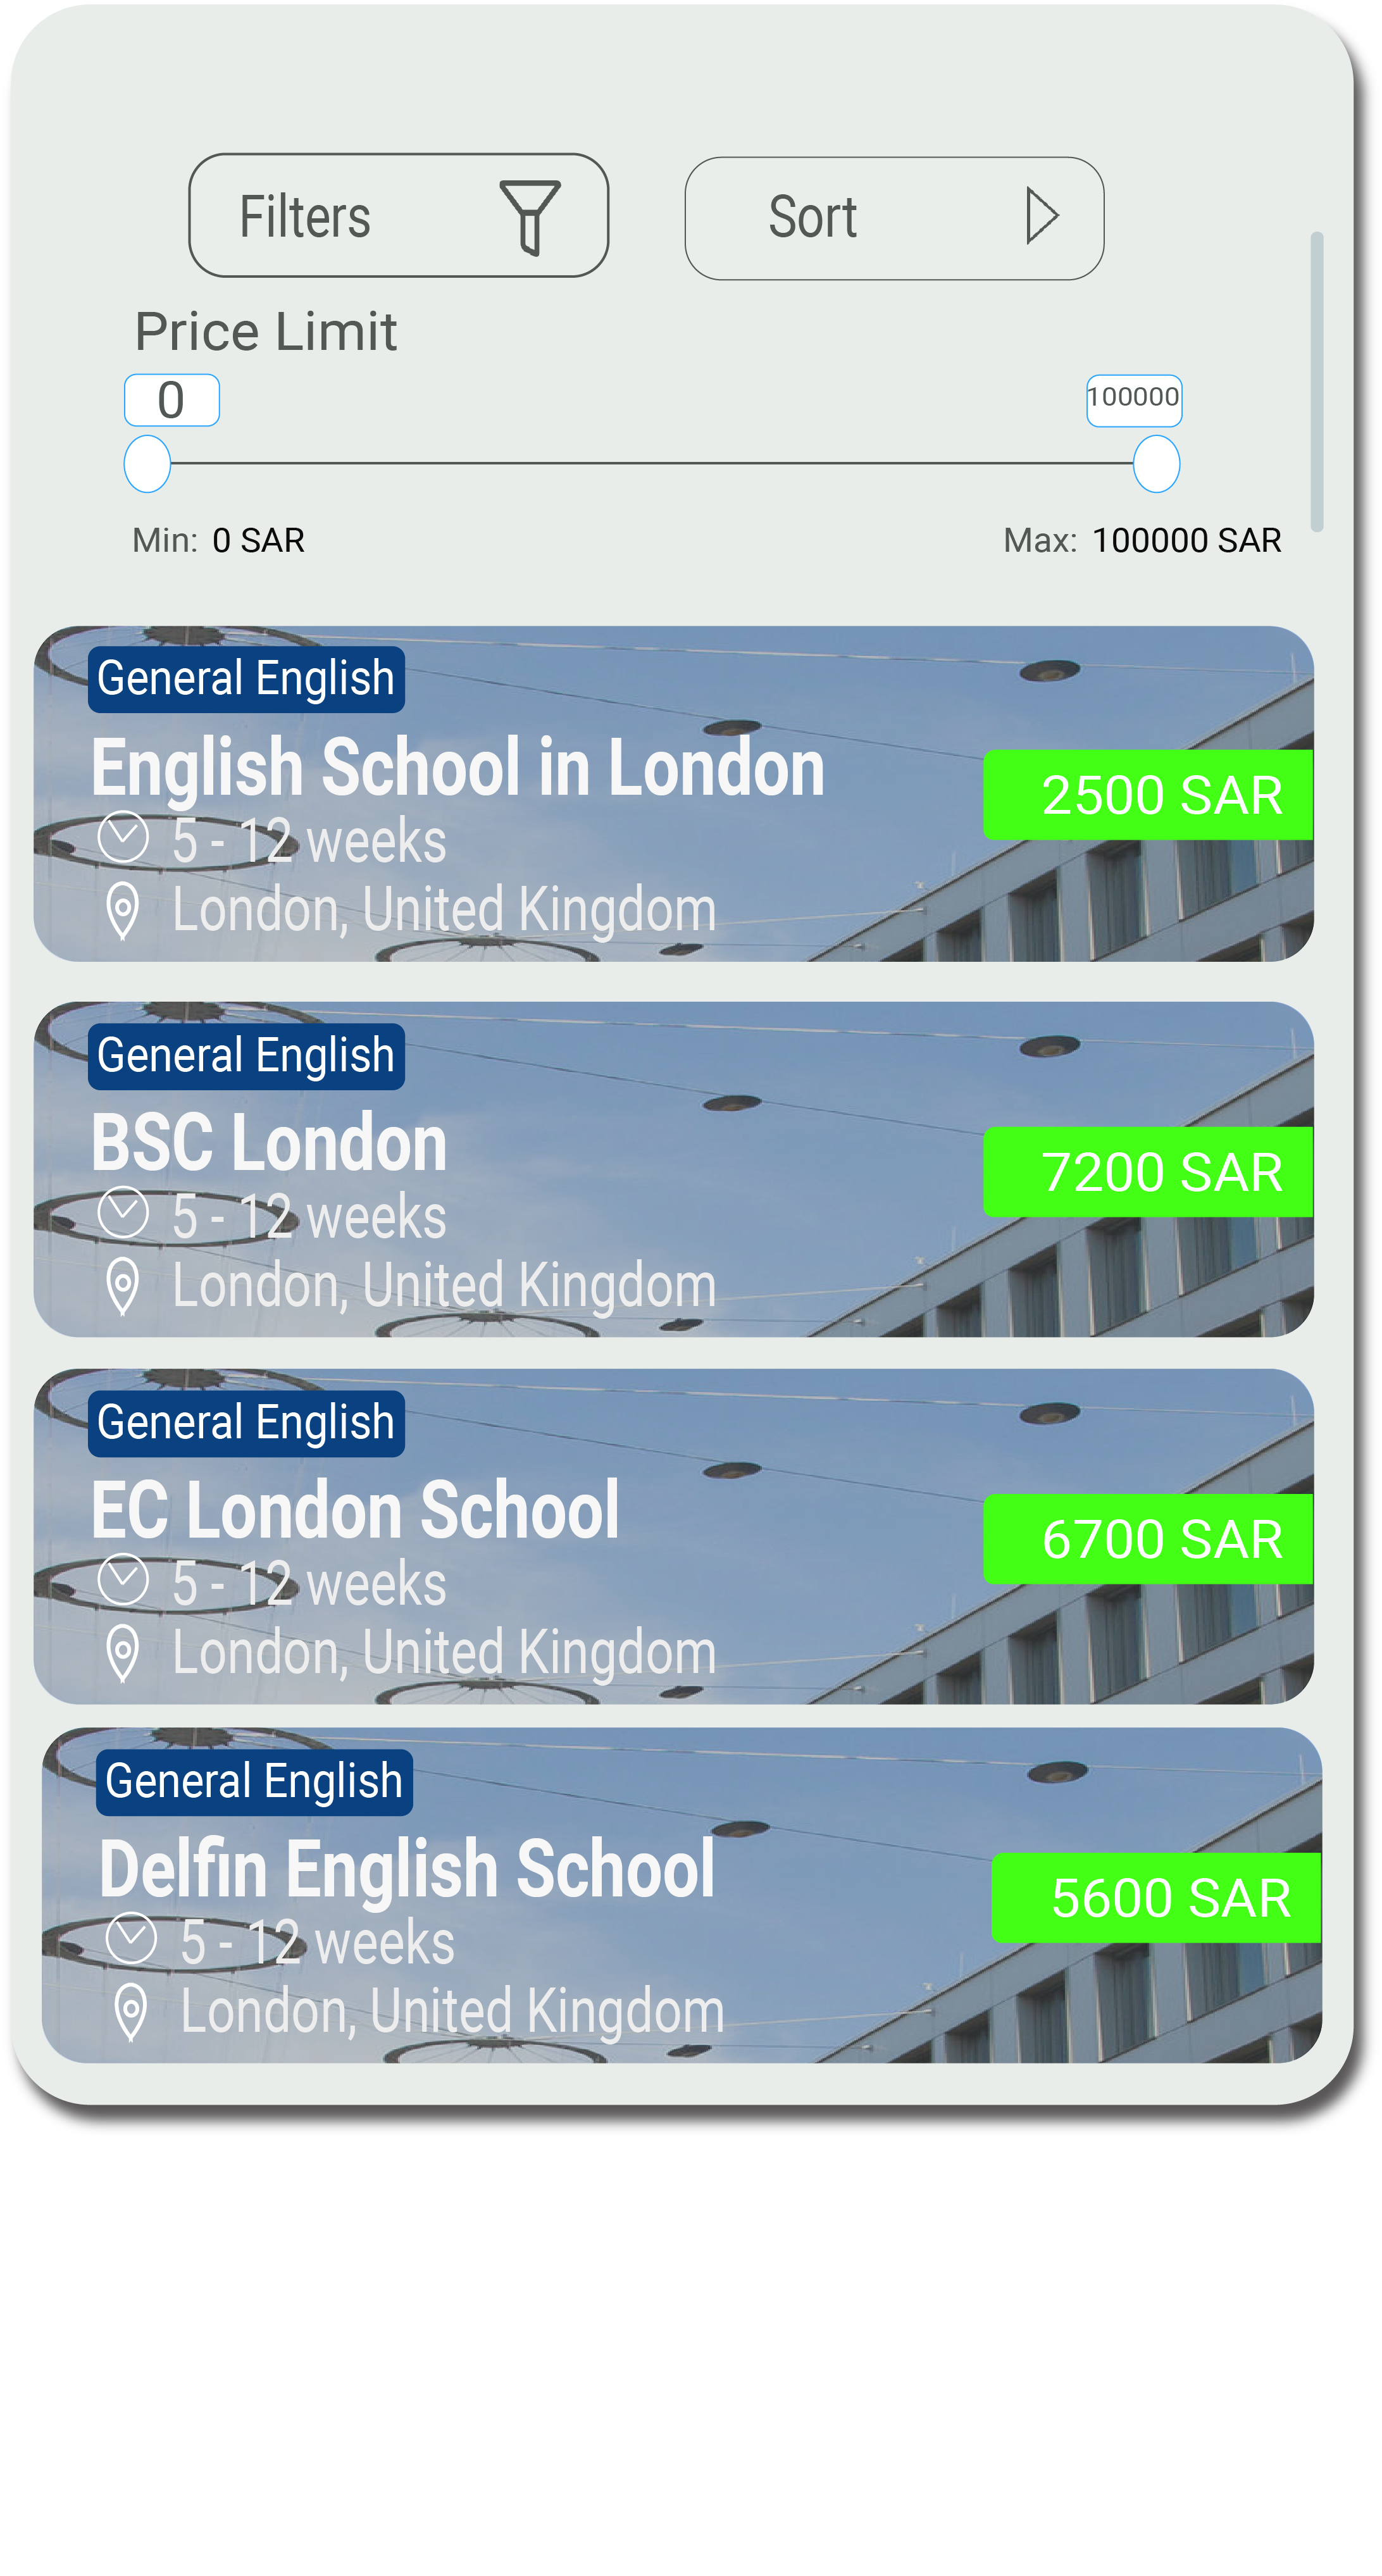 Filters
Sort
Price Limit
0
100000
Min: 0 SAR
Max: 100000 SAR
General English
English School in London
2500 SAR
5 - 12 weeks
London, United Kingdom
General English
BSC London
7200 SAR
5 - 12 weeks
London, United Kingdom
General English
EC London School
6700 SAR
5 - 12 weeks
London, United Kingdom
General English
Delfin English School
5600 SAR
5 - 12 weeks
London, United Kingdom